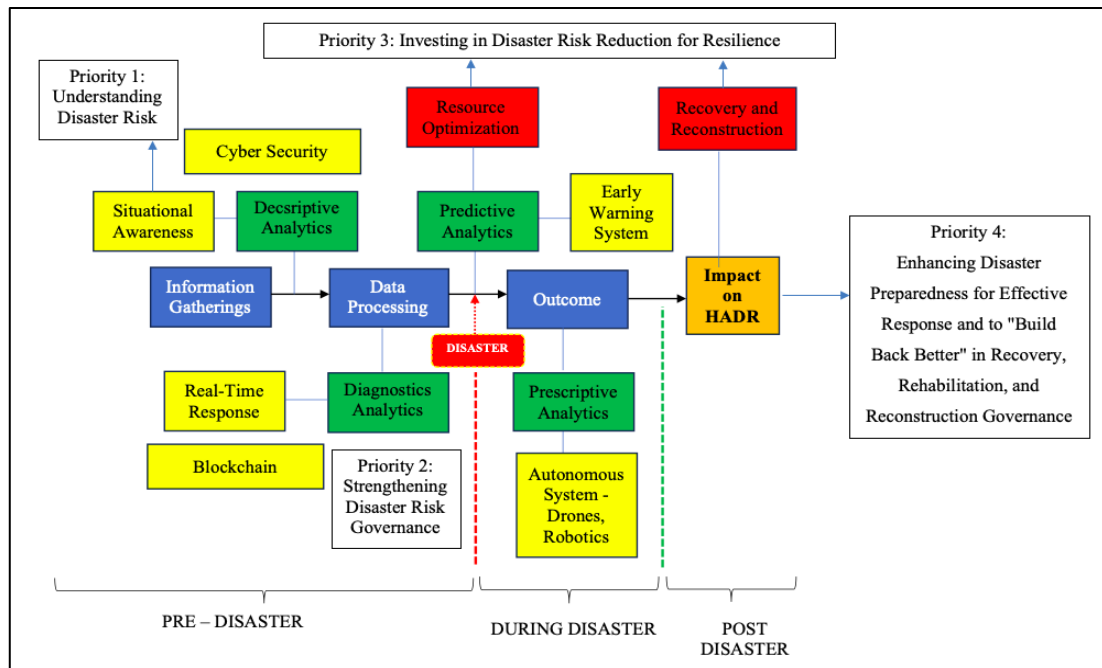 Priority 3: Investing in Disaster Risk Reduction for Resilience
Priority 1:
Understanding
Disaster Risk
Resource
Optimization
Recovery and
Reconstruction
Cyber Security
Situational
Awareness
Decsriptive
Analytics
Predictive
Analytics
Early
Warning
System
Priority 4:
Enhancing Disaster
Preparedness for Effective
Response and to "Build
Back Better" in Recovery,
Rehabilitation, and
Reconstruction Governance
Information
Gatherings
Data
Processing
Outcome
Impact
on
HADR
DISASTER
Real-Time
Response
Diagnostics
Analytics
Prescriptive
Analytics
Blockchain
Priority 2:
Strengthening
Disaster Risk
Governance
Autonomous
System -
Drones,
Robotics
PRE – DISASTER
DURING DISASTER
POST
DISASTER